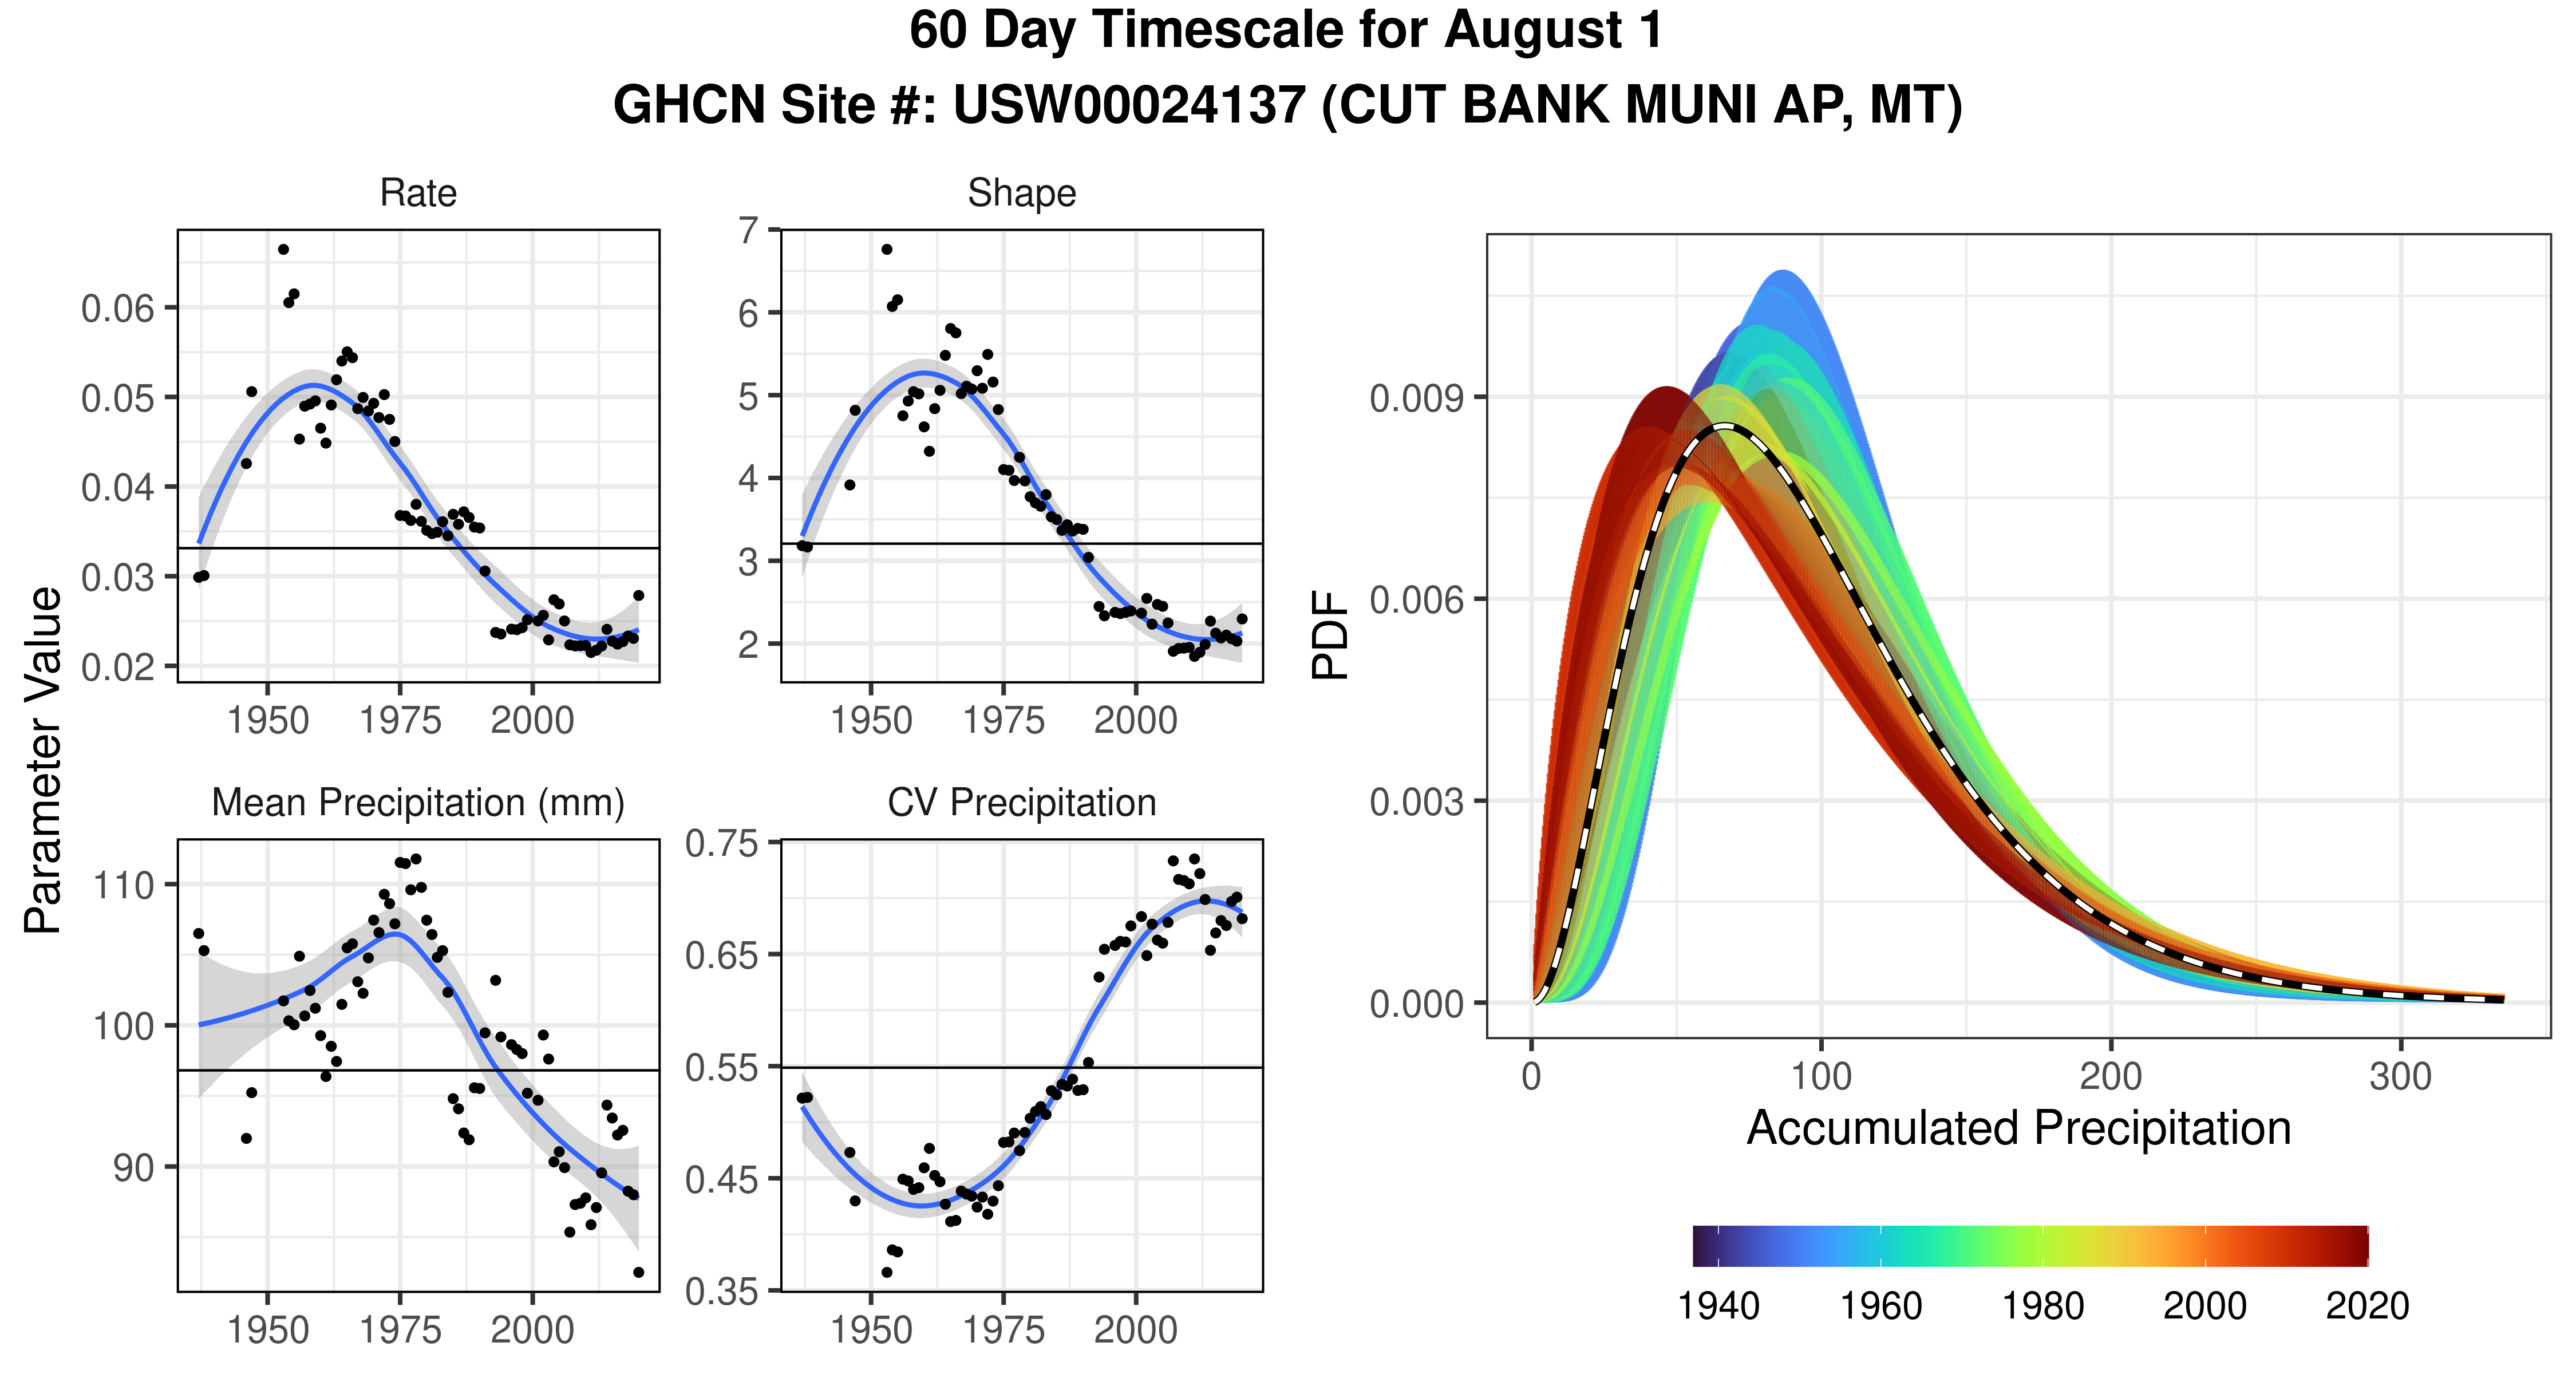 60 Day Timescale for August 1
GHCN Site #: USW00024137 (CUT BANK MUNI AP, MT)
Parameter Value
Rate
0.06
0.05
0.04
0.03
0.02
1950 1975 2000
Shape
7
6
5
4
3
2
1950 1975 2000
Mean Precipitation (mm)
110
100
90
1950 1975 2000
CV Precipitation
0.75
0.65
0.55
0.45
0.35
1950 1975 2000
PDF
0.009
0.006
0.003
0.000
0 100 200 300
Accumulated Precipitation
1940 1960 1980 2000 2020